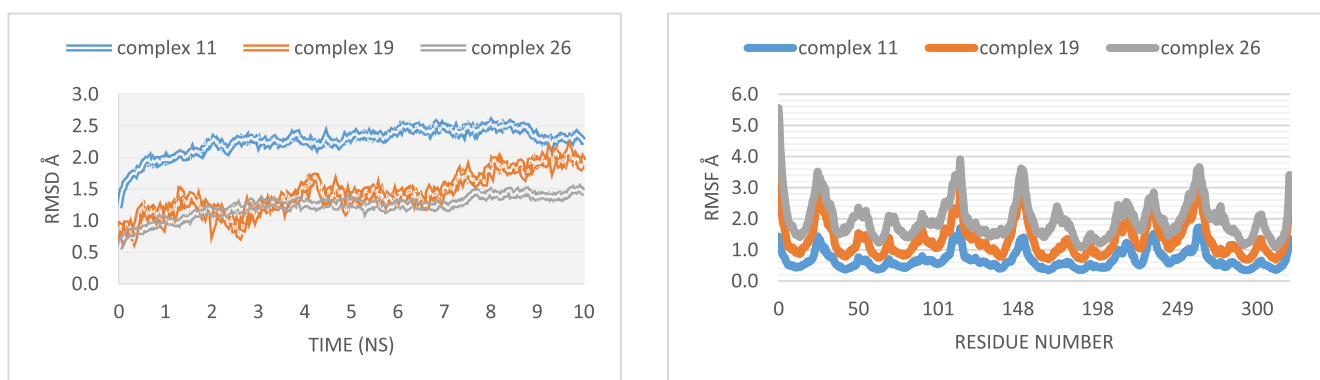 complex 11 complex 19 complex 26
3.0
2.5
2.0
1.5
1.0
0.5
0.0
RMSD Å
0 1 2 3 4 5 6 7 8 9 10
TIME (NS)
complex 11 complex 19 complex 26
6.0
5.0
4.0
3.0
2.0
1.0
0.0
RMSF Å
0 50 101 148 198 249 300
RESIDUE NUMBER